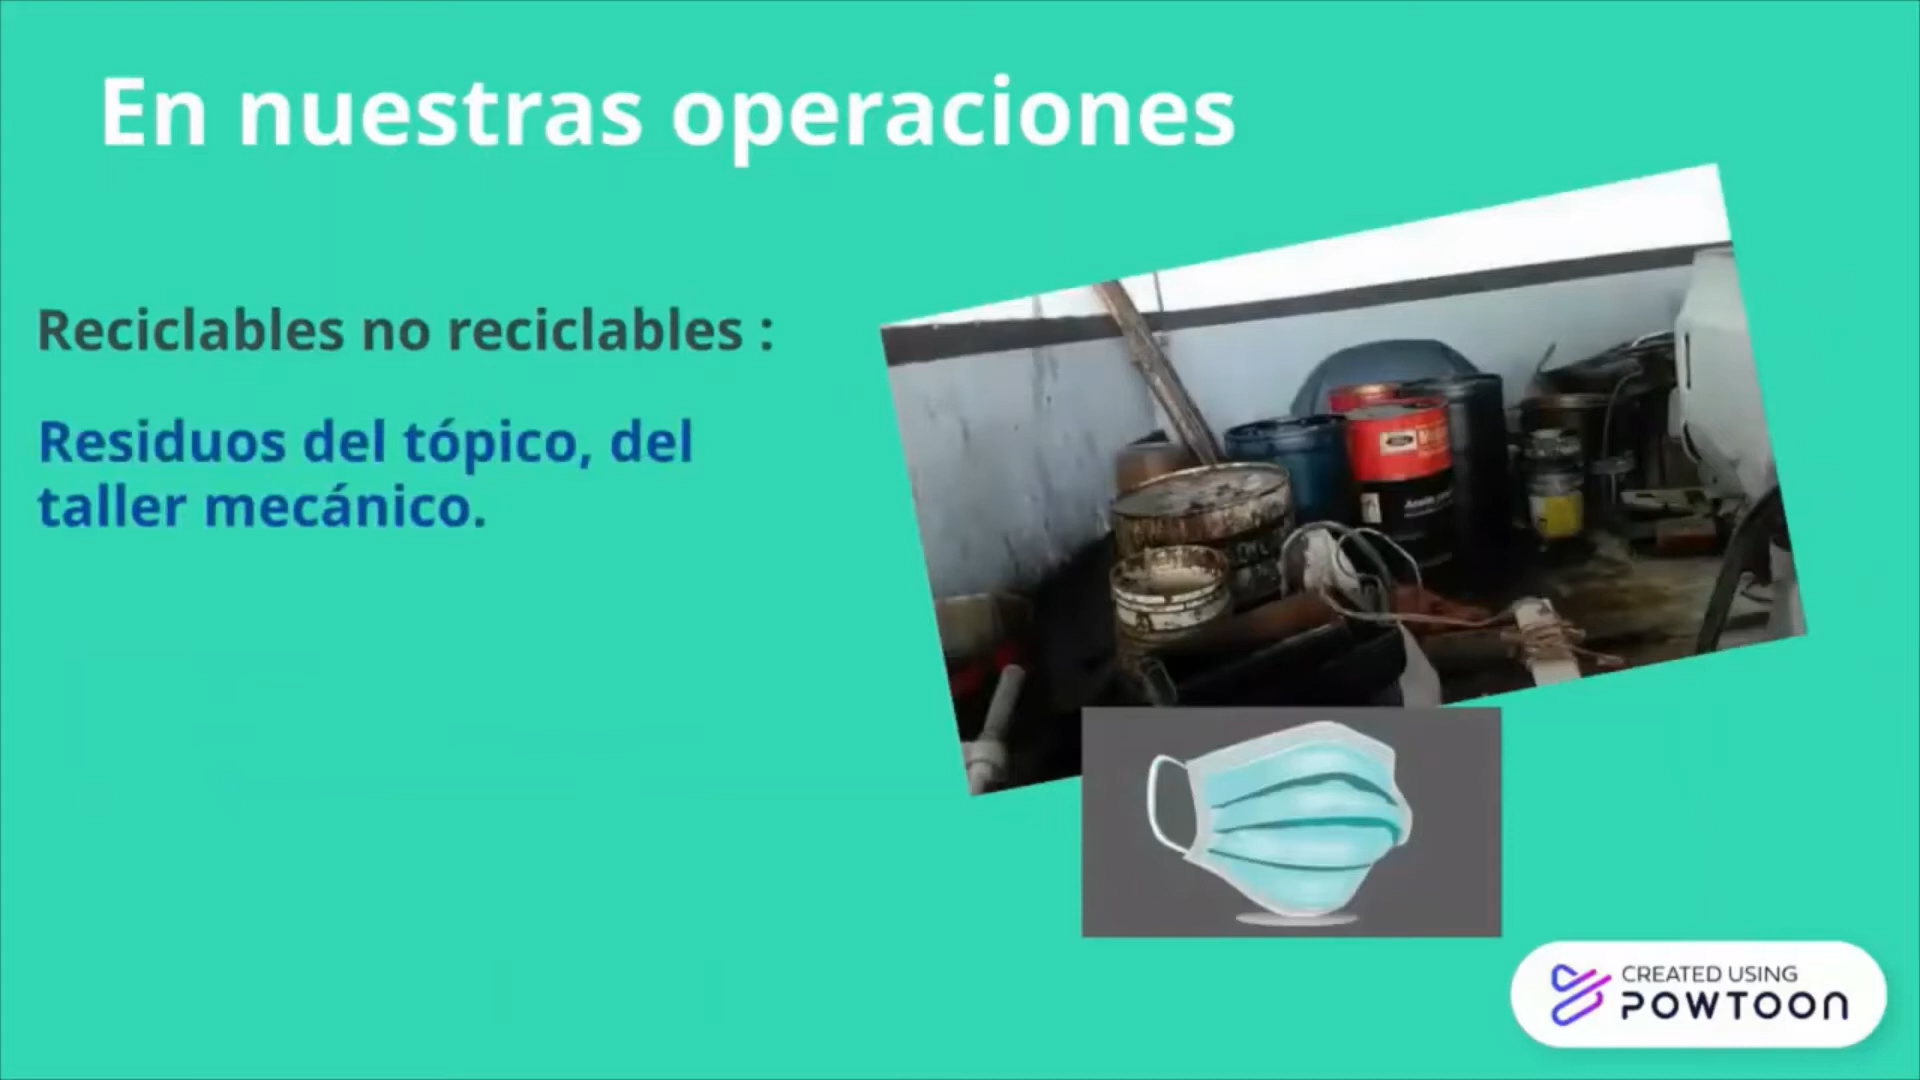 En nuestras operaciones
Reciclables no reciclables :
Residuos del tópico, del
taller mecánico.
CREATED USING
POWTOON